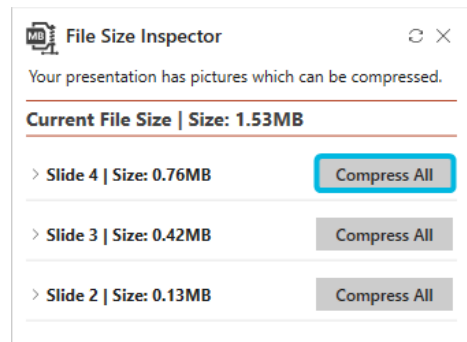 MB File Size Inspector
Your presentation has pictures which can be compressed.
Current File Size | Size: 1.53MB
Slide 4 | Size: 0.76MB Compress All
Slide 3 | Size: 0.42MB Compress All
Slide 2 | Size: 0.13MB Compress All